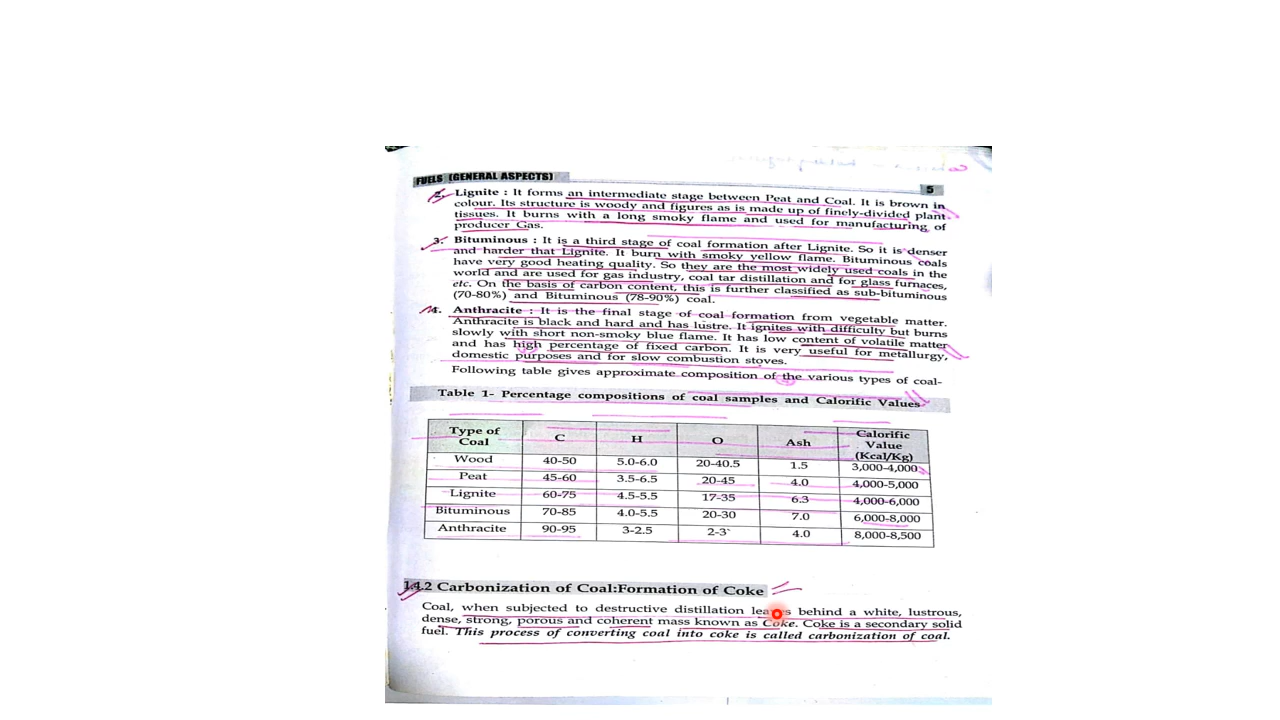 FUELS (GENERAL ASPECTS)
5
2. Lignite : It forms an intermediate stage between Peat and Coal. It is brown in
colour. Its structure is woody and figures as is made up of finely-divided plant
tissues. It burns with a long smoky flame and used for manufacturing of
producer Gas.
3. Bituminous : It is a third stage of coal formation after Lignite. So it is denser
and harder that Lignite. It burn with smoky yellow flame. Bituminous coals
have very good heating quality. So they are the most widely used coals in the
world and are used for gas industry, coal tar distillation and for glass furnaces,
etc. On the basis of carbon content, this is further classified as sub-bituminous
(70-80%) and Bituminous (78-90%) coal.
4. Anthracite : It is the final stage of coal formation from vegetable matter.
Anthracite is black and hard and has lustre. It ignites with difficulty but burns
slowly with short non-smoky blue flame. It has low content of volatile matter
and has high percentage of fixed carbon. It is very useful for metallurgy,
domestic purposes and for slow combustion stoves.
Following table gives approximate composition of the various types of coal-
Table 1- Percentage compositions of coal samples and Calorific Values
Type of Coal C H O Ash Calorific Value (Kcal/Kg)
Wood 40-50 5.0-6.0 20-40.5 1.5 3,000-4,000
Peat 45-60 3.5-6.5 20-45 4.0 4,000-5,000
Lignite 60-75 4.5-5.5 17-35 6.3 4,000-6,000
Bituminous 70-85 4.0-5.5 20-30 7.0 6,000-8,000
Anthracite 90-95 3-2.5 2-3 4.0 8,000-8,500
1.4.2 Carbonization of Coal:Formation of Coke
Coal, when subjected to destructive distillation leaves behind a white, lustrous,
dense, strong, porous and coherent mass known as Coke. Coke is a secondary solid
fuel. This process of converting coal into coke is called carbonization of coal.